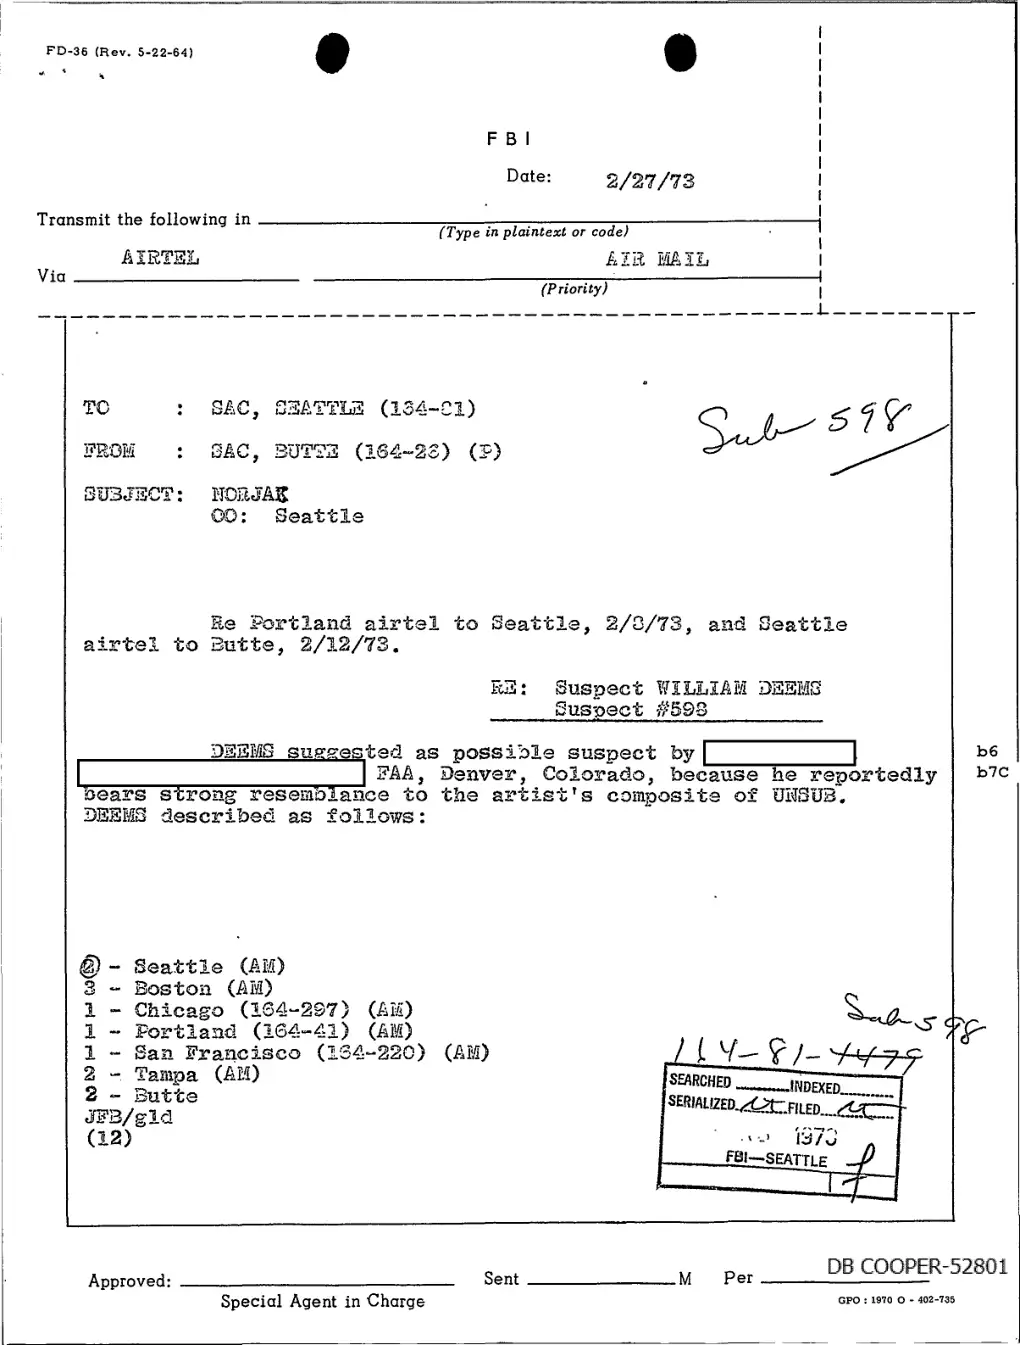 FD-36 (Rev. 5-22-64)
F B I
Date: 2/27/73
Transmit the following in
(Type in plaintext or code)
AIRTEL AIR MAIL
Via
(Priority)
TO : SAC, SEATTLE (164-81)
Sub 598
FROM : SAC, BUTTE (164-28) (P)
SUBJECT: NORJAK
OO: Seattle
Re Portland airtel to Seattle, 2/8/73, and Seattle
airtel to Butte, 2/12/73.
RE: Suspect WILLIAM DEEMS
Suspect #598
DEEMS suggested as possible suspect by
b6
FAA, Denver, Colorado, because he reportedly
b7C
bears strong resemblance to the artist's composite of UNSUB.
DEEMS described as follows:
2 - Seattle (AM)
3 - Boston (AM)
1 - Chicago (164-297) (AM)
1 - Portland (164-41) (AM)
1 - San Francisco (164-220) (AM)
2 - Tampa (AM)
2 - Butte
JFB/gld
(12)
Sub 598
164-81-4479
SEARCHED INDEXED
SERIALIZED FILED
1973
FBI—SEATTLE
DB COOPER-52801
Approved: Sent M Per
Special Agent in Charge
GPO : 1970 O - 402-735